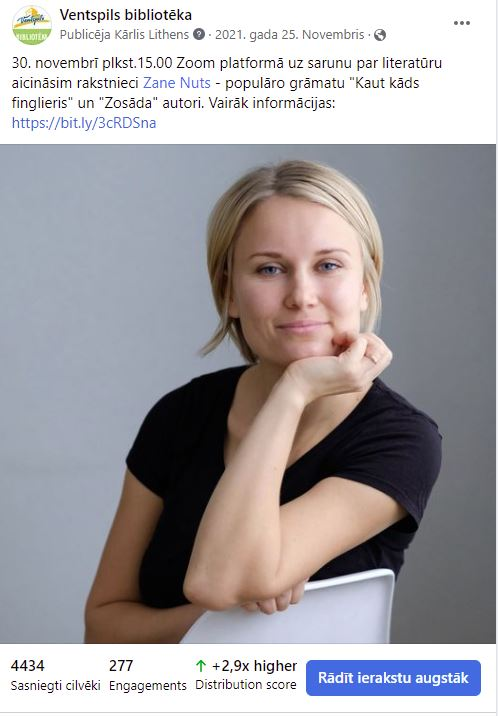 Ventspils bibliotēka
Publicēja Kārlis Lithens · 2021. gada 25. Novembris ·
30. novembrī plkst.15.00 Zoom platformā uz sarunu par literatūru
aicināsim rakstnieci Zane Nuts - populāro grāmatu "Kaut kāds
finglieris" un "Zosāda" autori. Vairāk informācijas:
https://bit.ly/3cRDSna
4434
Sasniegti cilvēki
277
Engagements
↑ +2,9x higher
Distribution score
Rādīt ierakstu augstāk
Ventspils
BIBLIOTĒKA